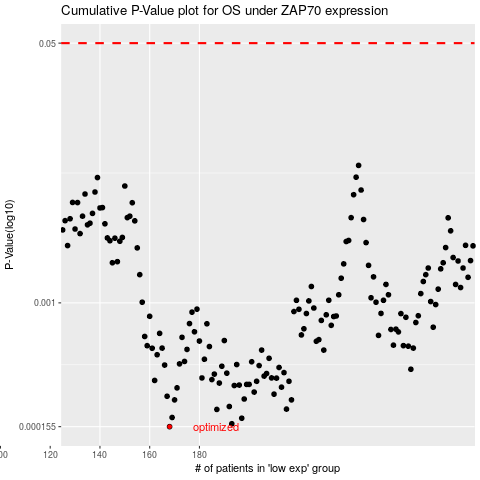 Cumulative P-Value plot for OS under ZAP70 expression
0.05
P-Value(log10)
0.001
0.000155
optimized
00 120 140 160 180
# of patients in 'low exp' group